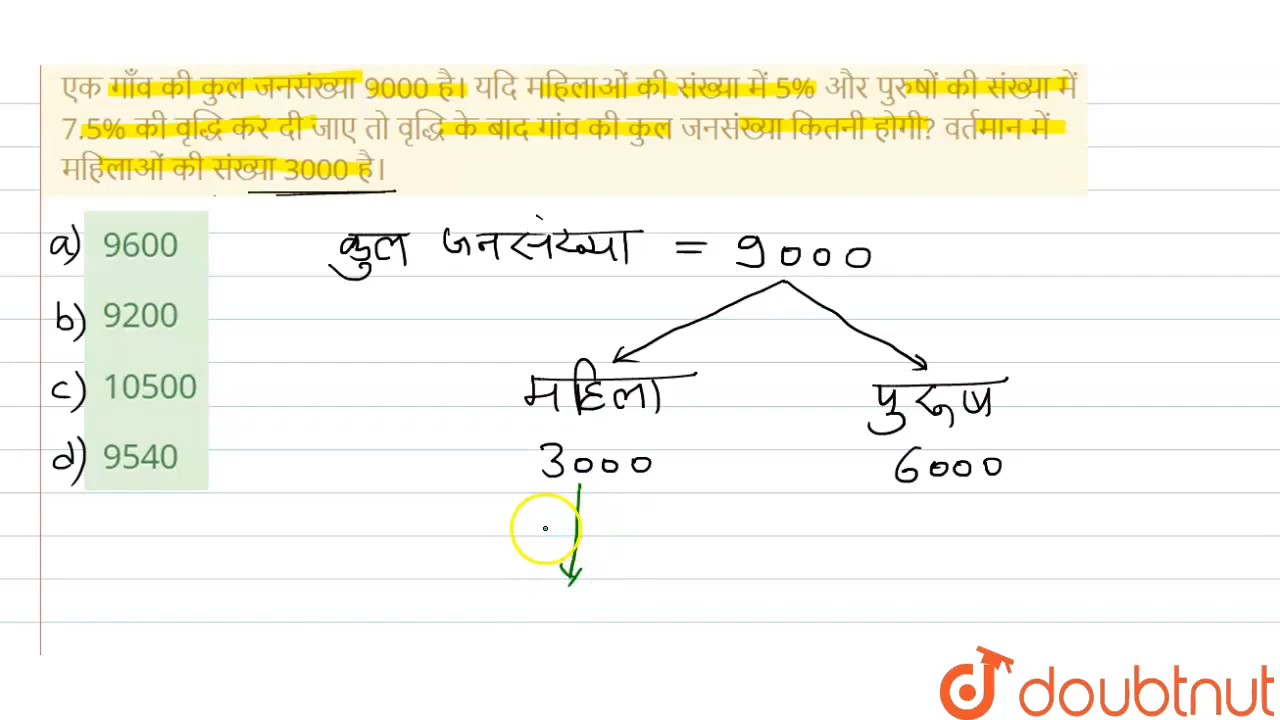 एक गाँव की कुल जनसंख्या 9000 है। यदि महिलाओं की संख्या में 5% और पुरुषों की संख्या में
7.5% की वृद्धि कर दी जाए तो वृद्धि के बाद गांव की कुल जनसंख्या कितनी होगी? वर्तमान में
महिलाओं की संख्या 3000 है।
a) 9600
कुल जनसंख्या = 9000
b) 9200
c) 10500
महिला पुरूष
d) 9540
3000 6000
doubtnut